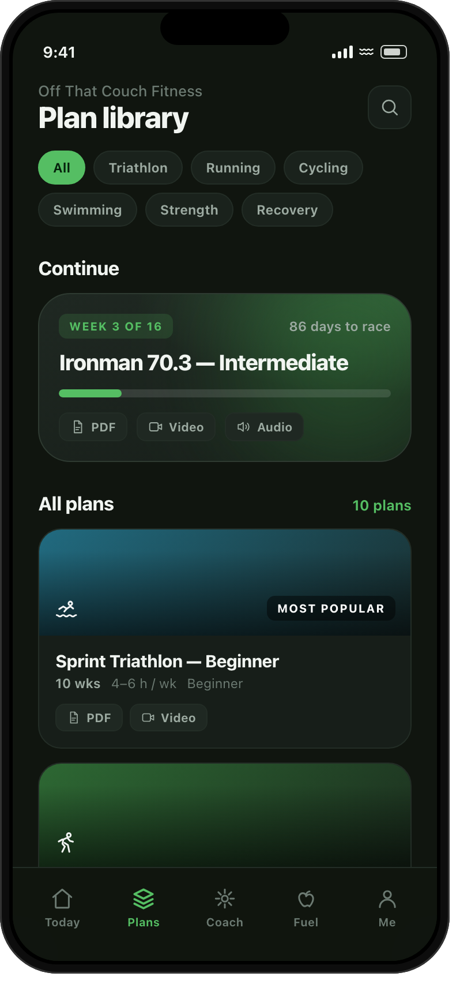 9:41
Off That Couch Fitness
Plan library
All Triathlon Running Cycling
Swimming Strength Recovery
Continue
WEEK 3 OF 16 86 days to race
Ironman 70.3 — Intermediate
PDF Video Audio
All plans 10 plans
MOST POPULAR
Sprint Triathlon — Beginner
10 wks 4–6 h / wk Beginner
PDF Video
Today Plans Coach Fuel Me